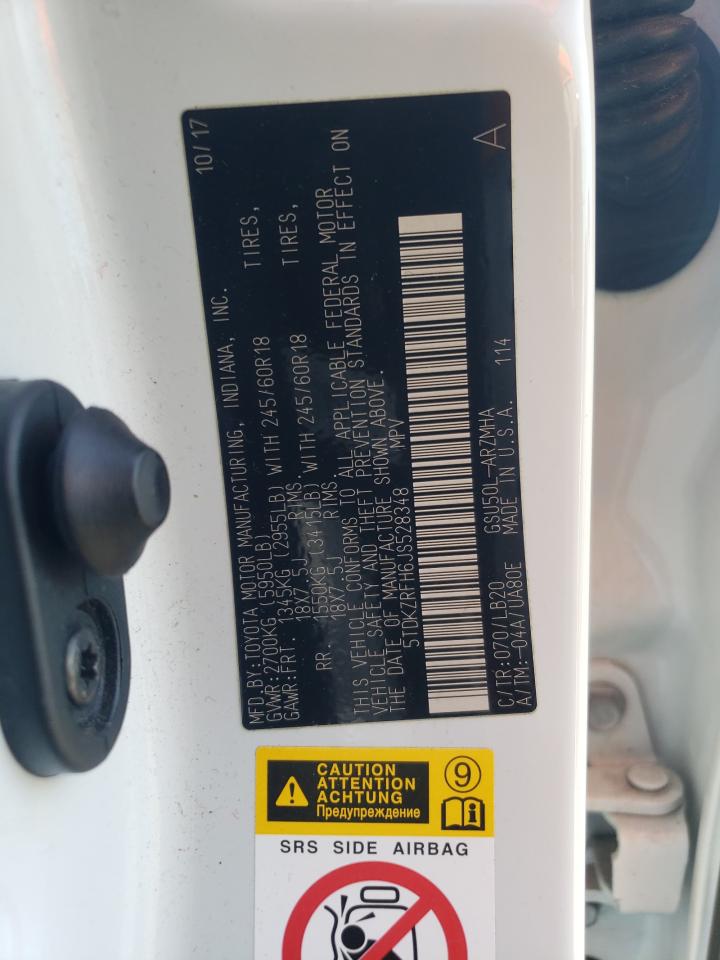 MFD.BY:TOYOTA MOTOR MANUFACTURING, INDIANA, INC. 10/17
GVWR:2700KG(5950LB)
GAWR:FRT. 1345KG (2955LB) WITH 245/60R18 TIRES,
18X7.5J RIMS.
RR. 1550KG (3415LB) WITH 245/60R18 TIRES,
18X7.5J RIMS.
THIS VEHICLE CONFORMS TO ALL APPLICABLE FEDERAL MOTOR
VEHICLE SAFETY AND THEFT PREVENTION STANDARDS IN EFFECT ON
THE DATE OF MANUFACTURE SHOWN ABOVE.
5TDKZRFH6JS528348 MPV
C/TR:070/LB20 GSU50L-ARZMHA A
A/TM:-04A/UA80E MADE IN U.S.A. 114
CAUTION
ATTENTION
ACHTUNG
Предупреждение
9
SRS SIDE AIRBAG